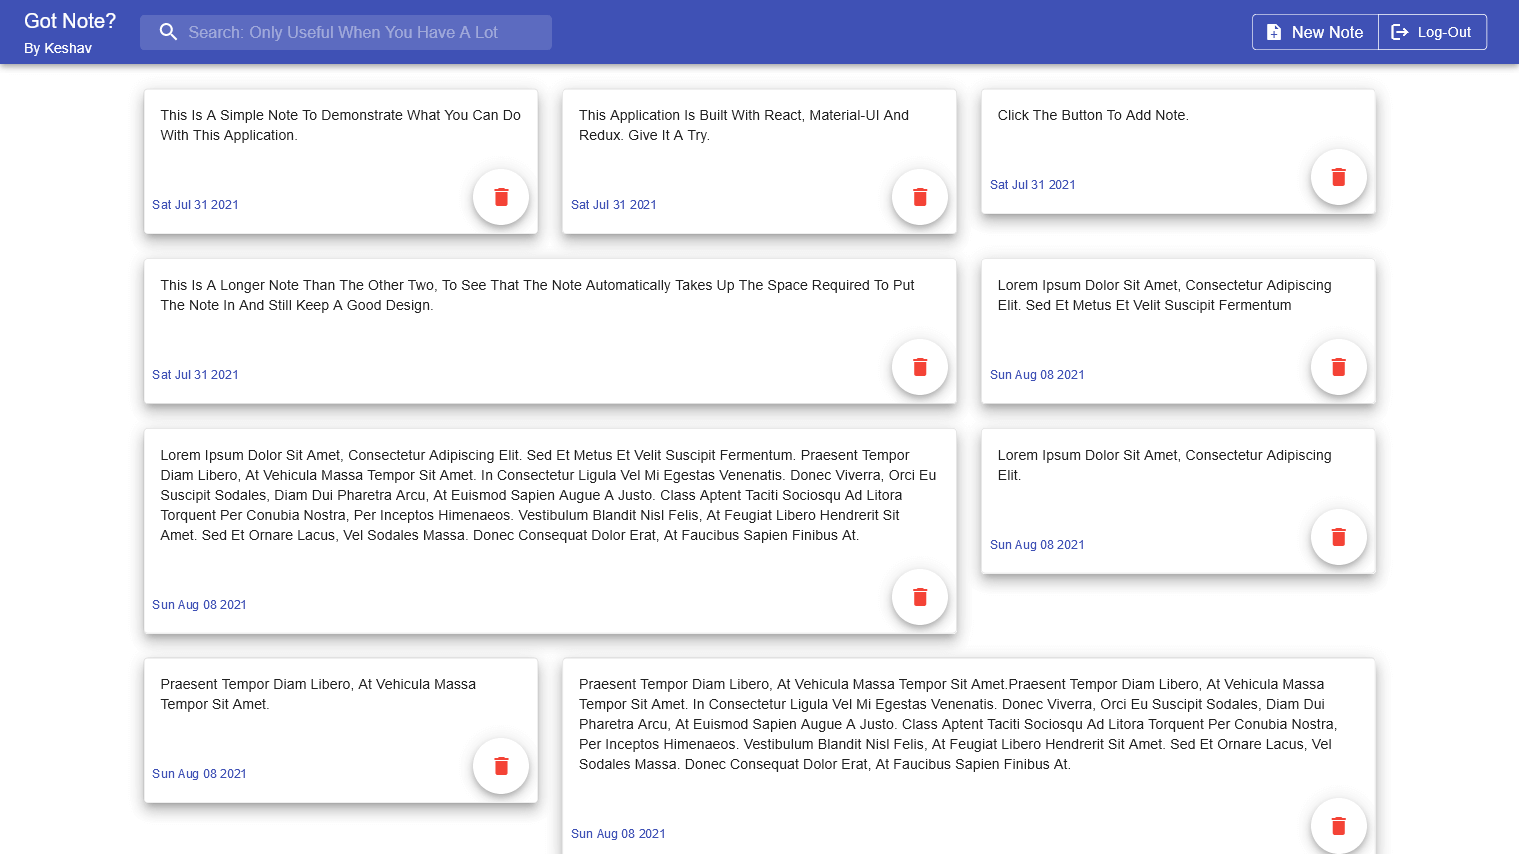 Got Note?
By Keshav
Search: Only Useful When You Have A Lot
New Note
Log-Out
This Is A Simple Note To Demonstrate What You Can Do
With This Application.
Sat Jul 31 2021
This Application Is Built With React, Material-UI And
Redux. Give It A Try.
Sat Jul 31 2021
Click The Button To Add Note.
Sat Jul 31 2021
This Is A Longer Note Than The Other Two, To See That The Note Automatically Takes Up The Space Required To Put
The Note In And Still Keep A Good Design.
Sat Jul 31 2021
Lorem Ipsum Dolor Sit Amet, Consectetur Adipiscing
Elit. Sed Et Metus Et Velit Suscipit Fermentum
Sun Aug 08 2021
Lorem Ipsum Dolor Sit Amet, Consectetur Adipiscing Elit. Sed Et Metus Et Velit Suscipit Fermentum. Praesent Tempor
Diam Libero, At Vehicula Massa Tempor Sit Amet. In Consectetur Ligula Vel Mi Egestas Venenatis. Donec Viverra, Orci Eu
Suscipit Sodales, Diam Dui Pharetra Arcu, At Euismod Sapien Augue A Justo. Class Aptent Taciti Sociosqu Ad Litora
Torquent Per Conubia Nostra, Per Inceptos Himenaeos. Vestibulum Blandit Nisl Felis, At Feugiat Libero Hendrerit Sit
Amet. Sed Et Ornare Lacus, Vel Sodales Massa. Donec Consequat Dolor Erat, At Faucibus Sapien Finibus At.
Sun Aug 08 2021
Lorem Ipsum Dolor Sit Amet, Consectetur Adipiscing
Elit.
Sun Aug 08 2021
Praesent Tempor Diam Libero, At Vehicula Massa
Tempor Sit Amet.
Sun Aug 08 2021
Praesent Tempor Diam Libero, At Vehicula Massa Tempor Sit Amet.Praesent Tempor Diam Libero, At Vehicula Massa
Tempor Sit Amet. In Consectetur Ligula Vel Mi Egestas Venenatis. Donec Viverra, Orci Eu Suscipit Sodales, Diam Dui
Pharetra Arcu, At Euismod Sapien Augue A Justo. Class Aptent Taciti Sociosqu Ad Litora Torquent Per Conubia Nostra,
Per Inceptos Himenaeos. Vestibulum Blandit Nisl Felis, At Feugiat Libero Hendrerit Sit Amet. Sed Et Ornare Lacus, Vel
Sodales Massa. Donec Consequat Dolor Erat, At Faucibus Sapien Finibus At.
Sun Aug 08 2021